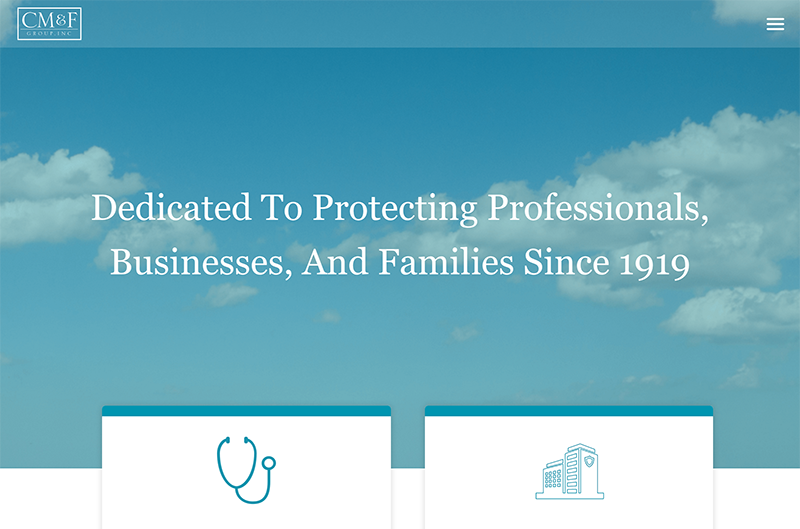 CM&F
GROUP, INC
Dedicated To Protecting Professionals,
Businesses, And Families Since 1919